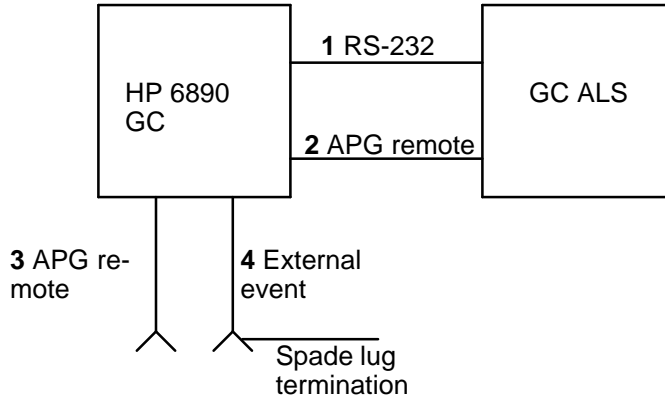 1 RS-232
HP 6890
GC
GC ALS
2 APG remote
3 APG re-
mote
4 External
event
Spade lug
termination